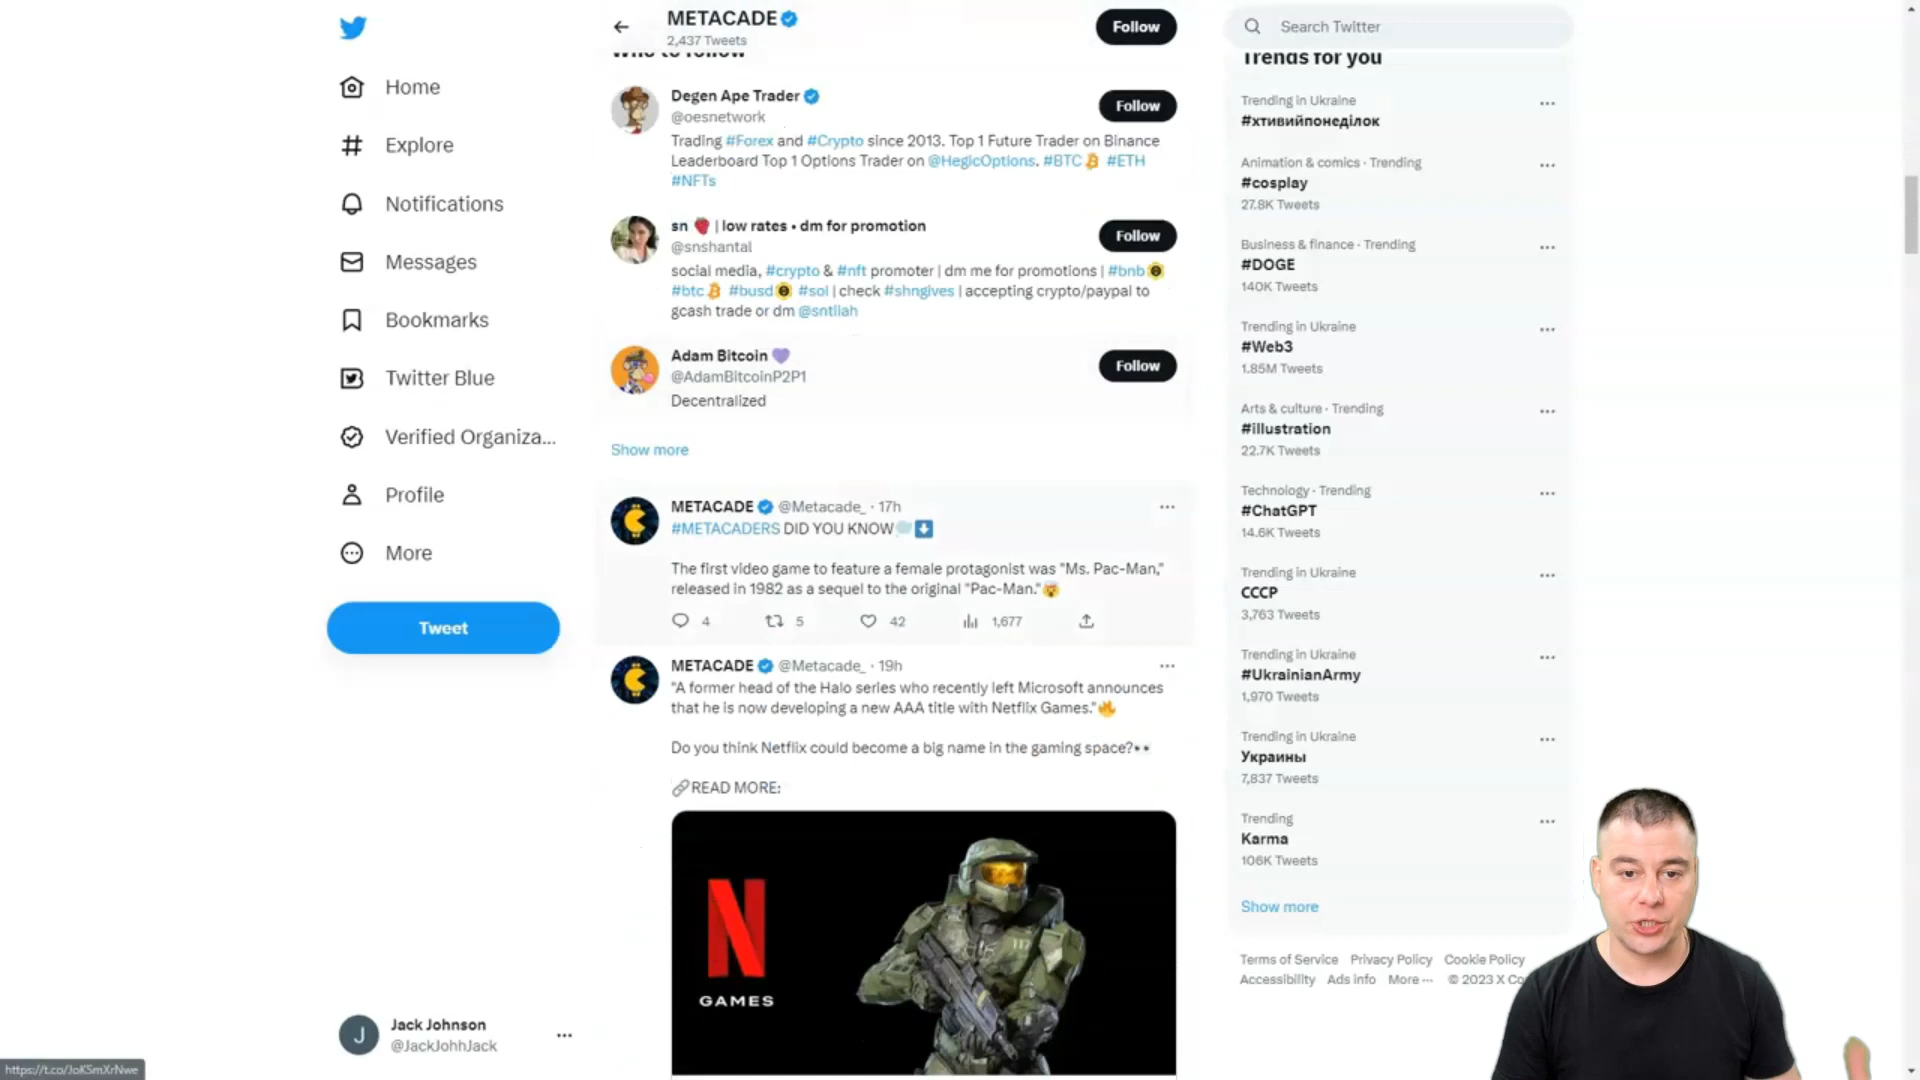 Home
Explore
Notifications
Messages
Bookmarks
Twitter Blue
Verified Organiza...
Profile
More
Tweet
Jack Johnson
@JackJohhJack
J
https://t.co/JoKSmXrNwe
METACADE
2,437 Tweets
Follow
Who to follow
Degen Ape Trader
@oesnetwork
Follow
Trading #Forex and #Crypto since 2013. Top 1 Future Trader on Binance
Leaderboard Top 1 Options Trader on @HegicOptions. #BTC #ETH
#NFTs
sn 🍓 | low rates • dm for promotion
@snshantal
Follow
social media, #crypto & #nft promoter | dm me for promotions | #bnb
#btc #busd #sol | check #shngives | accepting crypto/paypal to
gcash trade or dm @sntllah
Adam Bitcoin 💜
@AdamBitcoinP2P1
Follow
Decentralized
Show more
METACADE @Metacade_ · 17h
#METACADERS DID YOU KNOW💭⬇️
The first video game to feature a female protagonist was "Ms. Pac-Man,"
released in 1982 as a sequel to the original "Pac-Man."🤯
4 5 42 1,677
METACADE @Metacade_ · 19h
"A former head of the Halo series who recently left Microsoft announces
that he is now developing a new AAA title with Netflix Games."🔥
Do you think Netflix could become a big name in the gaming space?👀
🔗READ MORE:
N
GAMES
117
Search Twitter
Trends for you
Trending in Ukraine
#хтивийпонеділок
Animation & comics · Trending
#cosplay
27.8K Tweets
Business & finance · Trending
#DOGE
140K Tweets
Trending in Ukraine
#Web3
1.85M Tweets
Arts & culture · Trending
#illustration
22.7K Tweets
Technology · Trending
#ChatGPT
14.6K Tweets
Trending in Ukraine
СССР
3,763 Tweets
Trending in Ukraine
#UkrainianArmy
1,970 Tweets
Trending in Ukraine
Украины
7,837 Tweets
Trending
Karma
106K Tweets
Show more
Terms of Service Privacy Policy Cookie Policy
Accessibility Ads info More ··· © 2023 X Co